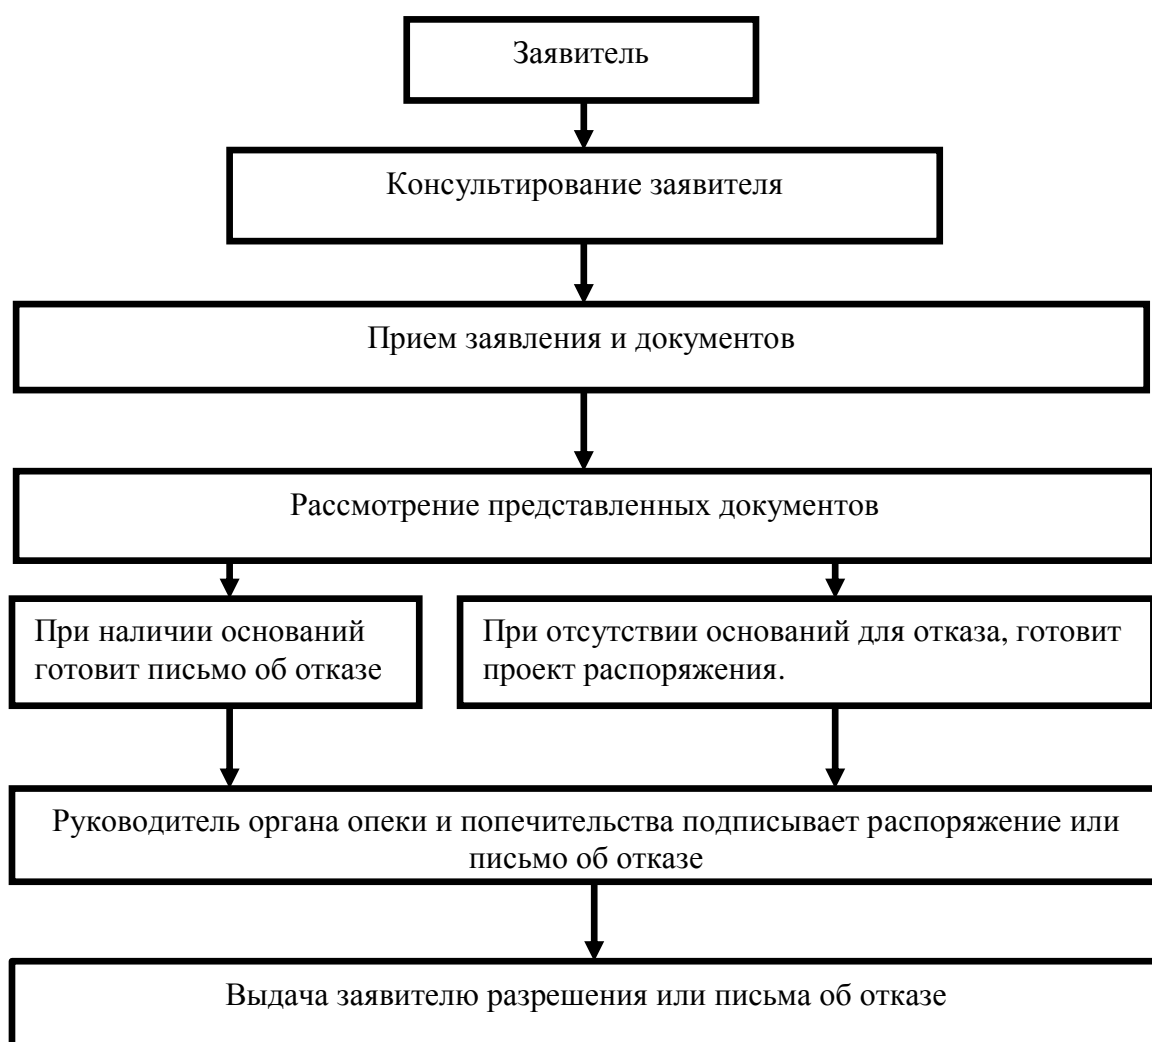 Заявитель
Консультирование заявителя
Прием заявления и документов
Рассмотрение представленных документов
При наличии оснований
готовит письмо об отказе
При отсутствии оснований для отказа, готовит
проект распоряжения.
Руководитель органа опеки и попечительства подписывает распоряжение или
письмо об отказе
Выдача заявителю разрешения или письма об отказе